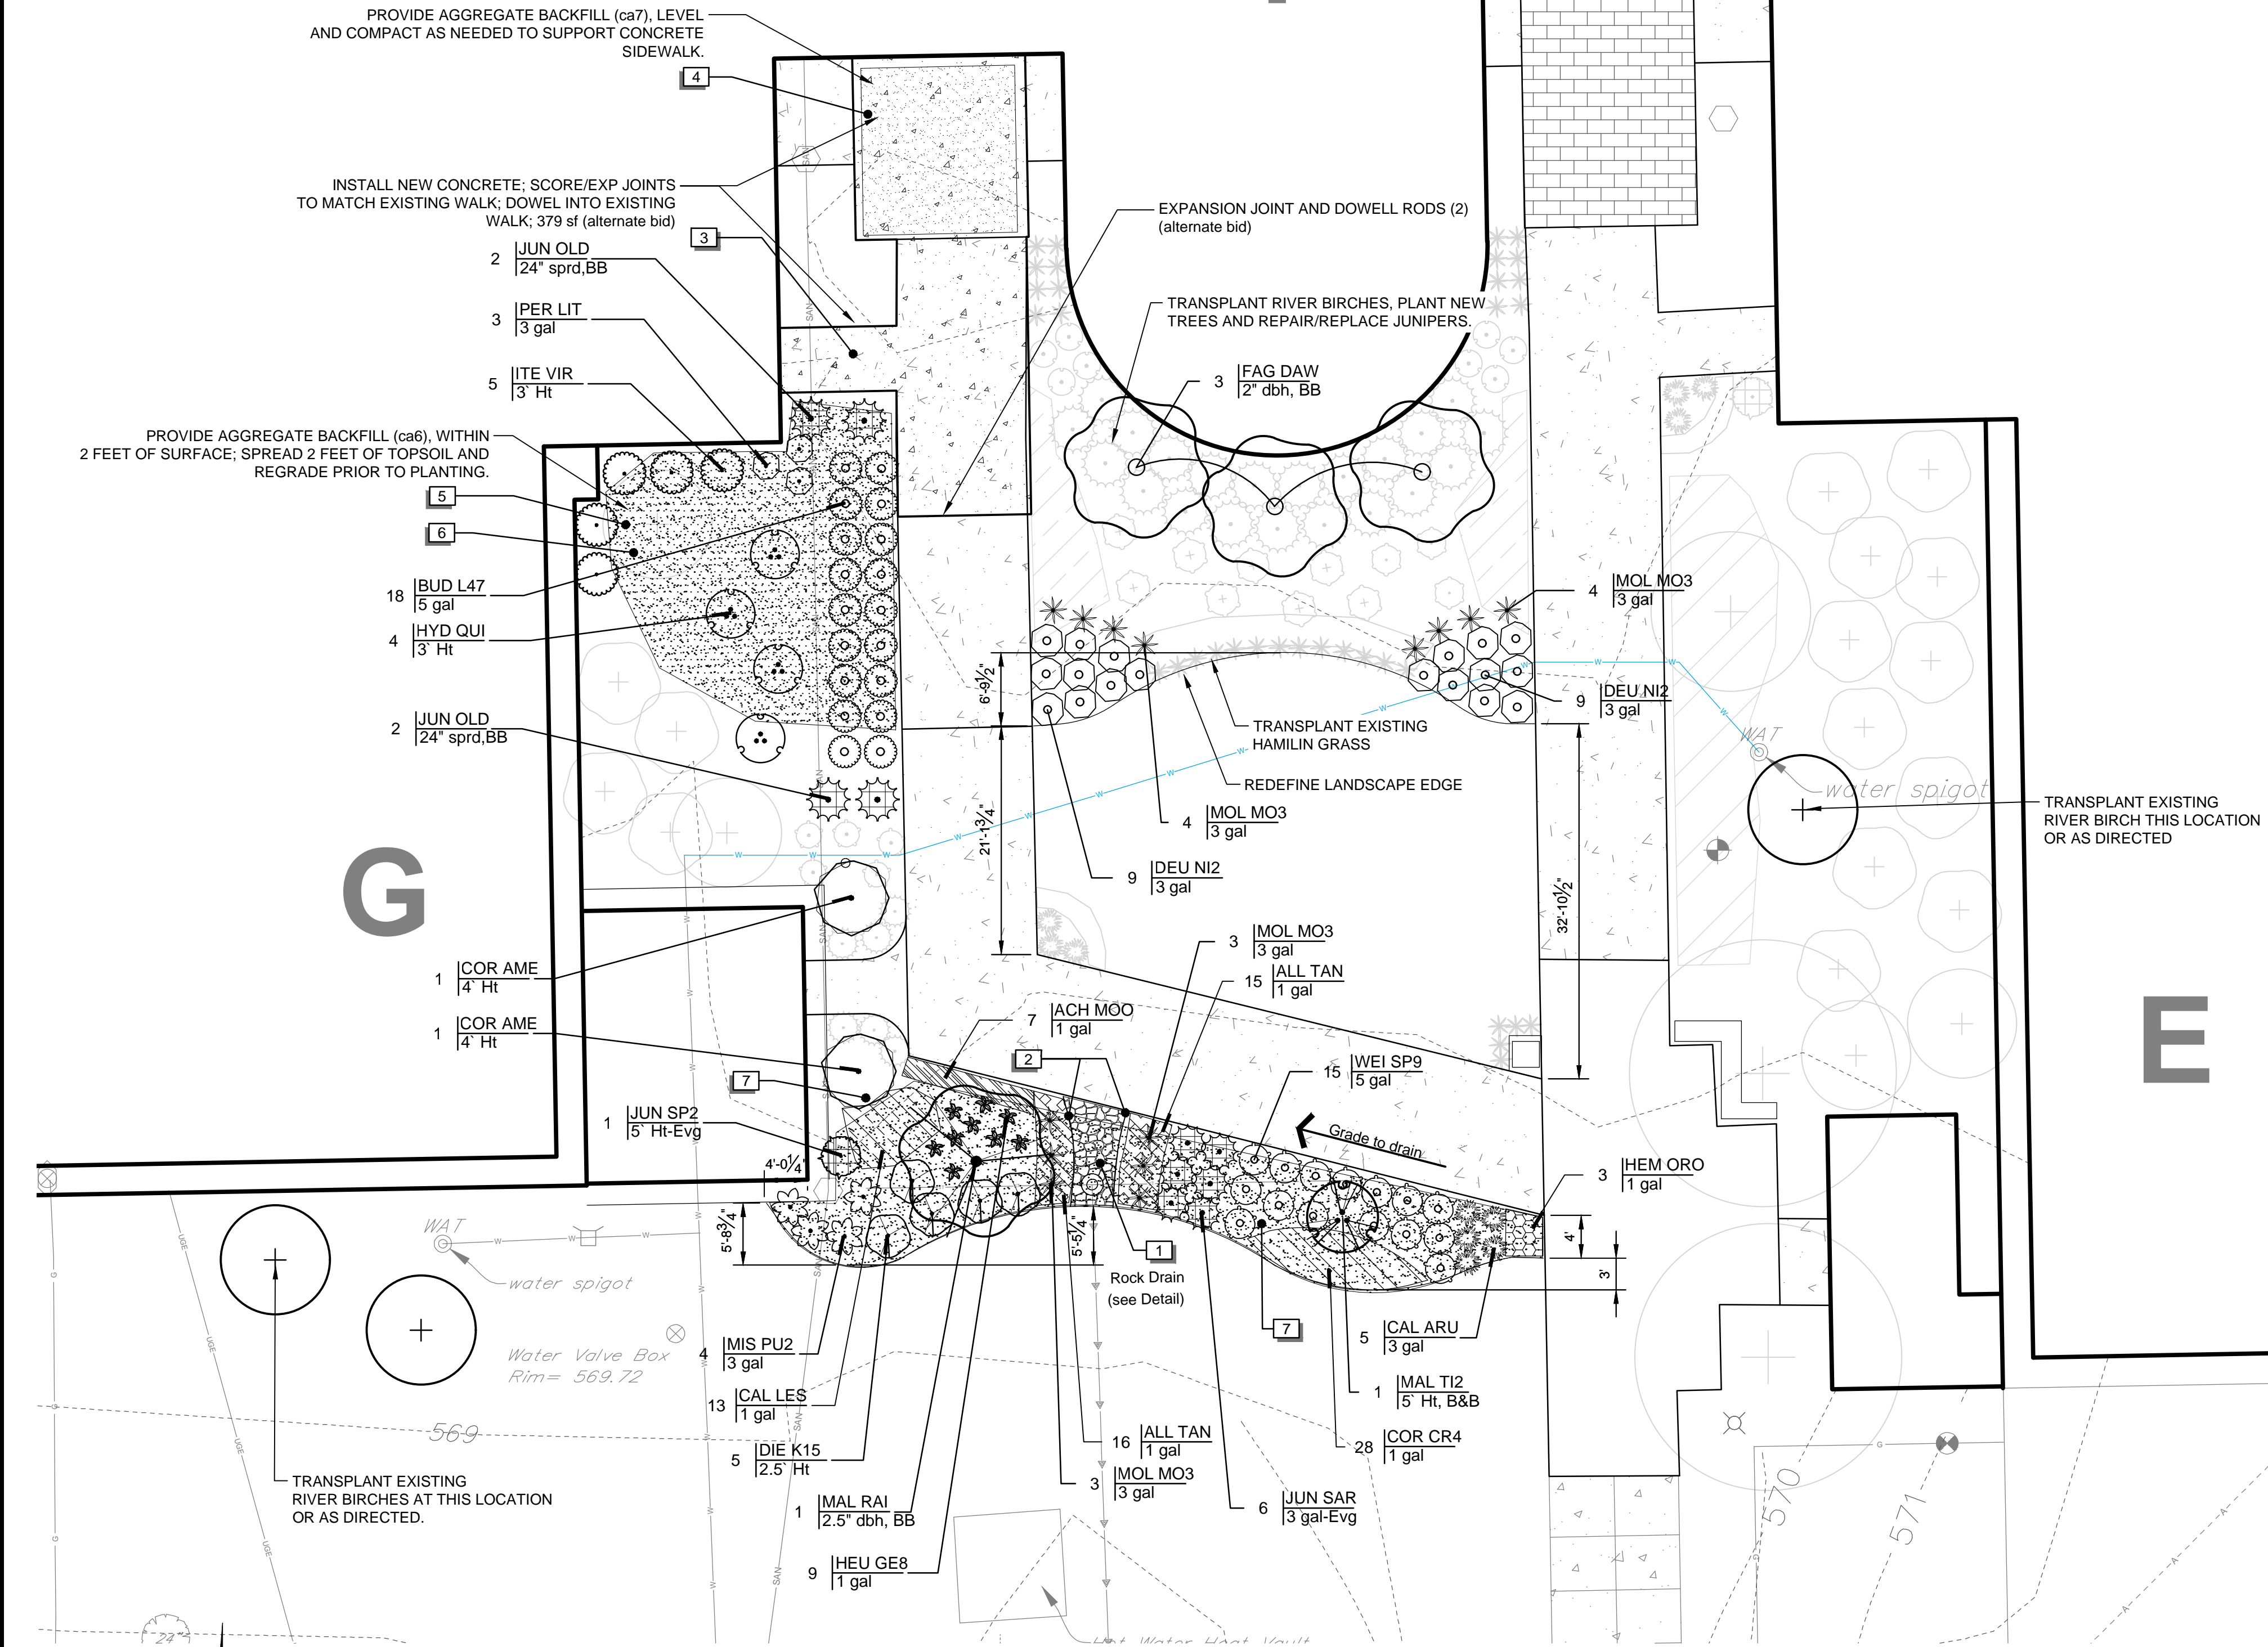 PROVIDE AGGREGATE BACKFILL (ca7), LEVEL
AND COMPACT AS NEEDED TO SUPPORT CONCRETE
SIDEWALK.
4
INSTALL NEW CONCRETE; SCORE/EXP JOINTS
TO MATCH EXISTING WALK; DOWEL INTO EXISTING
WALK; 379 sf (alternate bid)
3
EXPANSION JOINT AND DOWELL RODS (2)
(alternate bid)
2 JUN OLD
24" sprd,BB
3 PER LIT
3 gal
5 ITE VIR
3` Ht
TRANSPLANT RIVER BIRCHES, PLANT NEW
TREES AND REPAIR/REPLACE JUNIPERS.
3 FAG DAW
2" dbh, BB
PROVIDE AGGREGATE BACKFILL (ca6), WITHIN
2 FEET OF SURFACE; SPREAD 2 FEET OF TOPSOIL AND
REGRADE PRIOR TO PLANTING.
5
6
18 BUD L47
5 gal
4 HYD QUI
3` Ht
2 JUN OLD
24" sprd,BB
4 MOL MO3
3 gal
9 DEU NI2
3 gal
6'-9½"
TRANSPLANT EXISTING
HAMILIN GRASS
REDEFINE LANDSCAPE EDGE
21'-1¾"
4 MOL MO3
3 gal
9 DEU NI2
3 gal
WAT
water spigot
TRANSPLANT EXISTING
RIVER BIRCH THIS LOCATION
OR AS DIRECTED
G
E
32'-10½"
1 COR AME
4` Ht
1 COR AME
4` Ht
3 MOL MO3
3 gal
15 ALL TAN
1 gal
7 ACH MOO
1 gal
2
15 WEI SP9
5 gal
7
1 JUN SP2
5` Ht-Evg
Grade to drain
4'-0¼"
3 HEM ORO
1 gal
4'
3'
5'-8¾"
5'-5¼"
1
Rock Drain
(see Detail)
7
WAT
water spigot
Water Valve Box
Rim= 569.72
569
4 MIS PU2
3 gal
13 CAL LES
1 gal
5 DIE K15
2.5` Ht
1 MAL RAI
2.5" dbh, BB
9 HEU GE8
1 gal
16 ALL TAN
1 gal
3 MOL MO3
3 gal
6 JUN SAR
3 gal-Evg
5 CAL ARU
3 gal
1 MAL TI2
5` Ht, B&B
28 COR CR4
1 gal
TRANSPLANT EXISTING
RIVER BIRCHES AT THIS LOCATION
OR AS DIRECTED.
570
571
24"
SAN
SAN
SAN
SAN
UGE
UGE
UGE
W
G
A